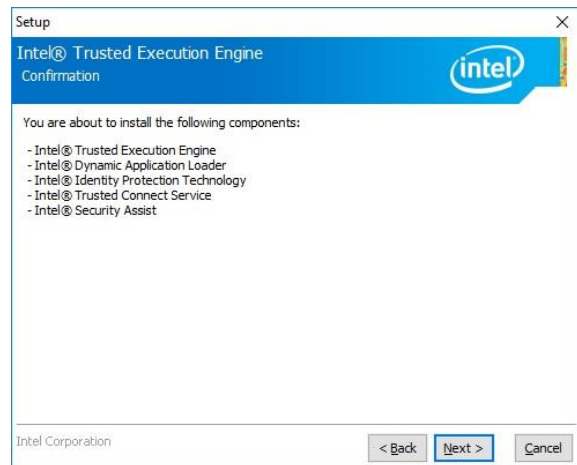 Setup
Intel® Trusted Execution Engine
Confirmation
intel
You are about to install the following components:
- Intel® Trusted Execution Engine
- Intel® Dynamic Application Loader
- Intel® Identity Protection Technology
- Intel® Trusted Connect Service
- Intel® Security Assist
Intel Corporation
< Back
Next >
Cancel